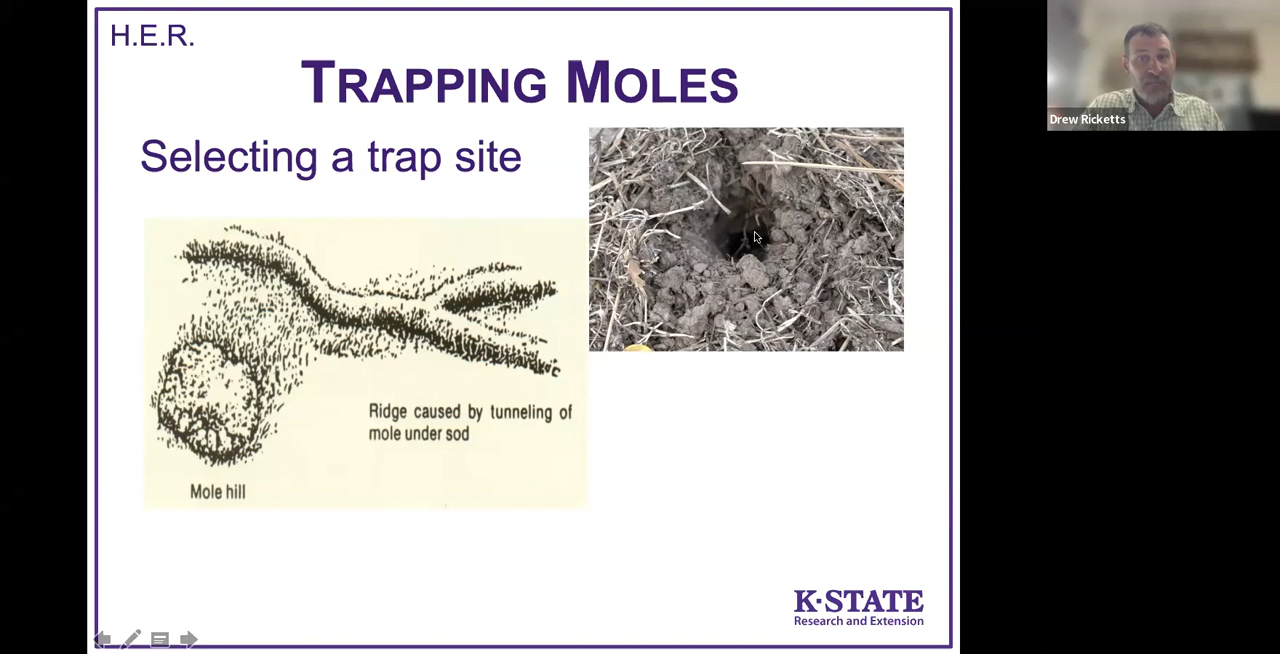 H.E.R.
TRAPPING MOLES
Selecting a trap site
Ridge caused by tunneling of
mole under sod
Mole hill
K·STATE
Research and Extension
Drew Ricketts